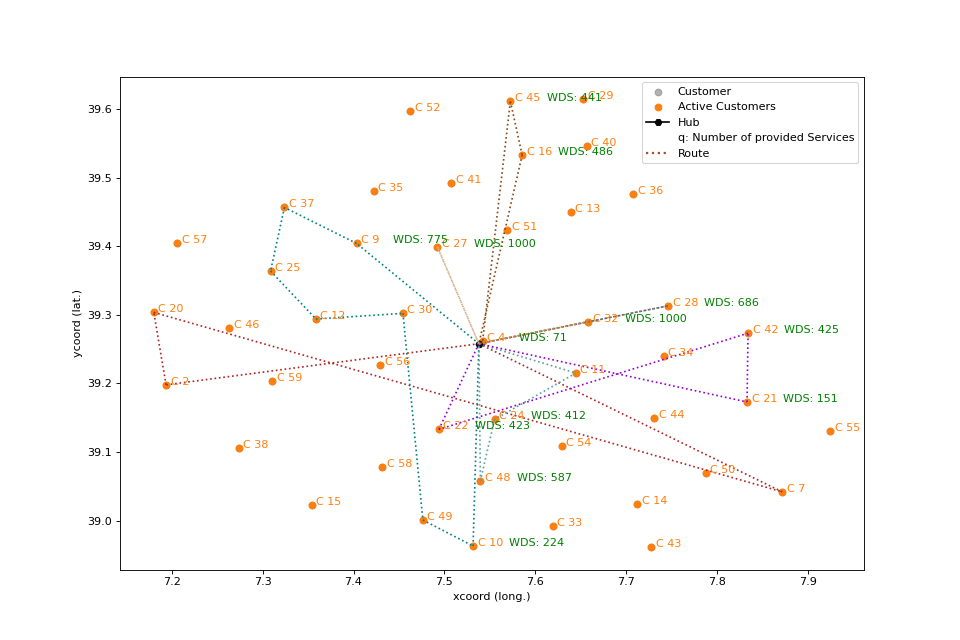 39.6
39.5
39.4
39.3
39.2
39.1
39.0
ycoord (lat.)
7.2
7.3
7.4
7.5
7.6
7.7
7.8
7.9
xcoord (long.)
Customer
Active Customers
Hub
q: Number of provided Services
Route
C 45 WDS: 441
C 29
C 52
C 40
C 16 WDS: 486
C 41
C 35
C 36
C 37
C 13
C 51
C 57
C 9 WDS: 775
C 27 WDS: 1000
C 25
C 20
C 28 WDS: 686
C 12
C 30
C 32 WDS: 1000
C 46
C 42 WDS: 425
C 4 WDS: 71
C 34
C 56
C 11
C 2
C 59
C 21 WDS: 151
C 24 WDS: 412
C 44
C 22 WDS: 423
C 55
C 38
C 54
C 58
C 50
C 48 WDS: 587
C 7
C 15
C 14
C 49
C 33
C 10 WDS: 224
C 43